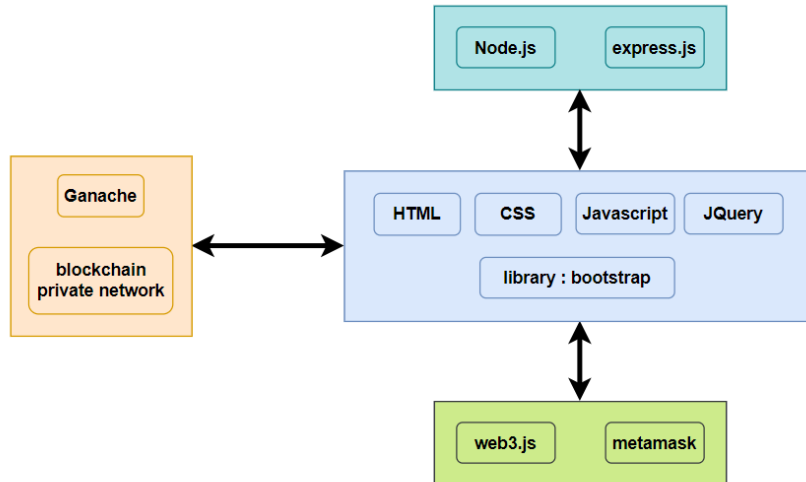 Node.js
express.js
Ganache
blockchain
private network
HTML
CSS
Javascript
JQuery
library : bootstrap
web3.js
metamask